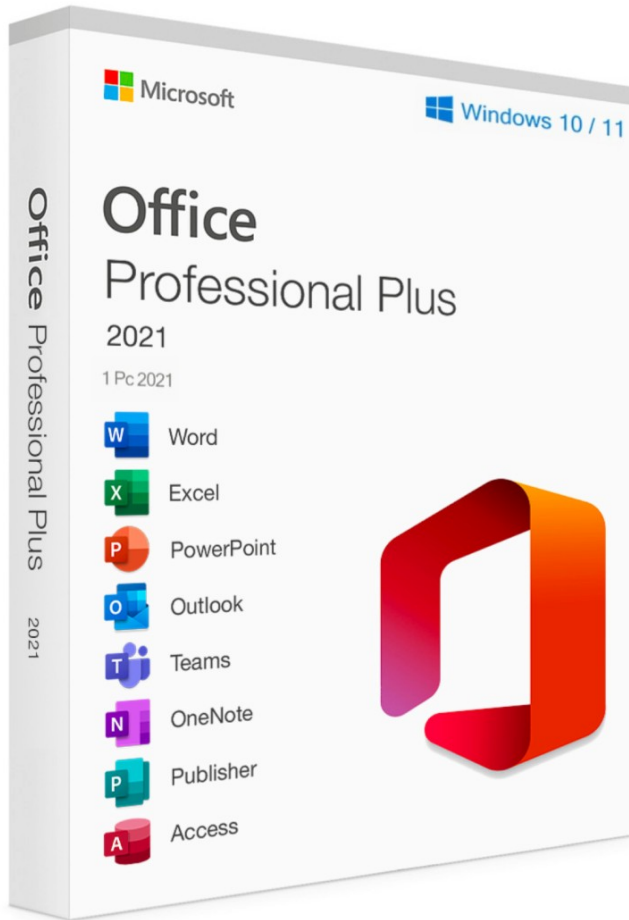 Microsoft
Windows 10 / 11
Office
Professional Plus
2021
1 Pc 2021
Word
Excel
PowerPoint
Outlook
Teams
OneNote
Publisher
Access
Office Professional Plus 2021
W
X
P
O
T
N
P
A